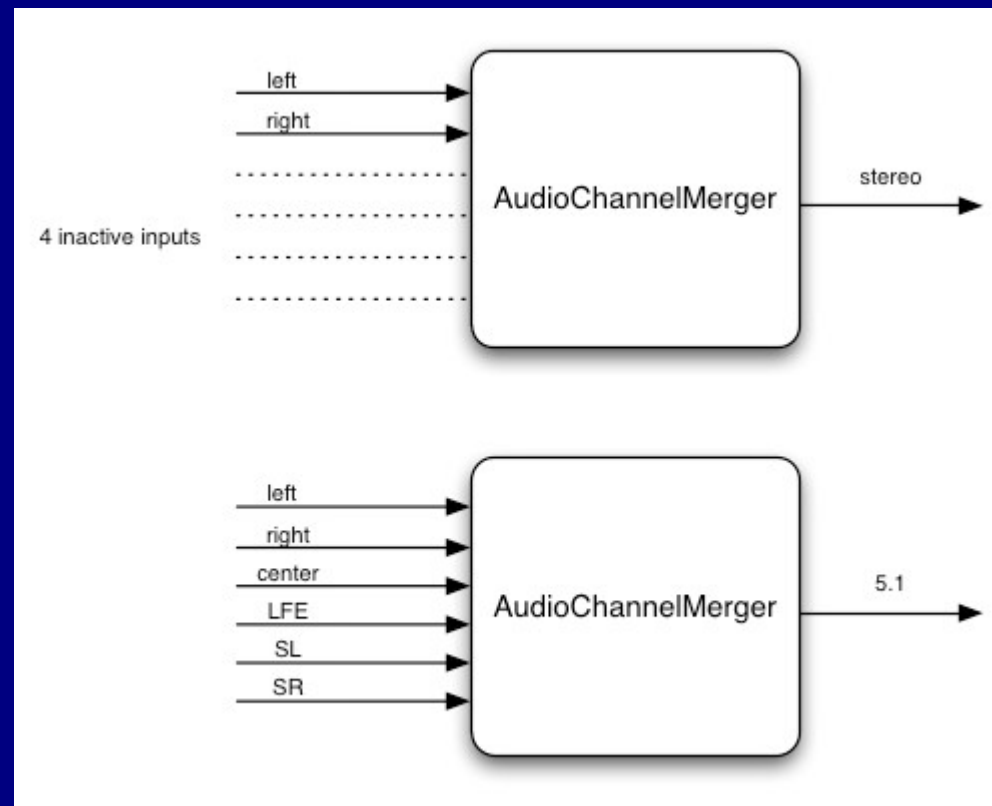 left
right
4 inactive inputs
AudioChannelMerger
stereo
left
right
center
LFE
SL
SR
AudioChannelMerger
5.1